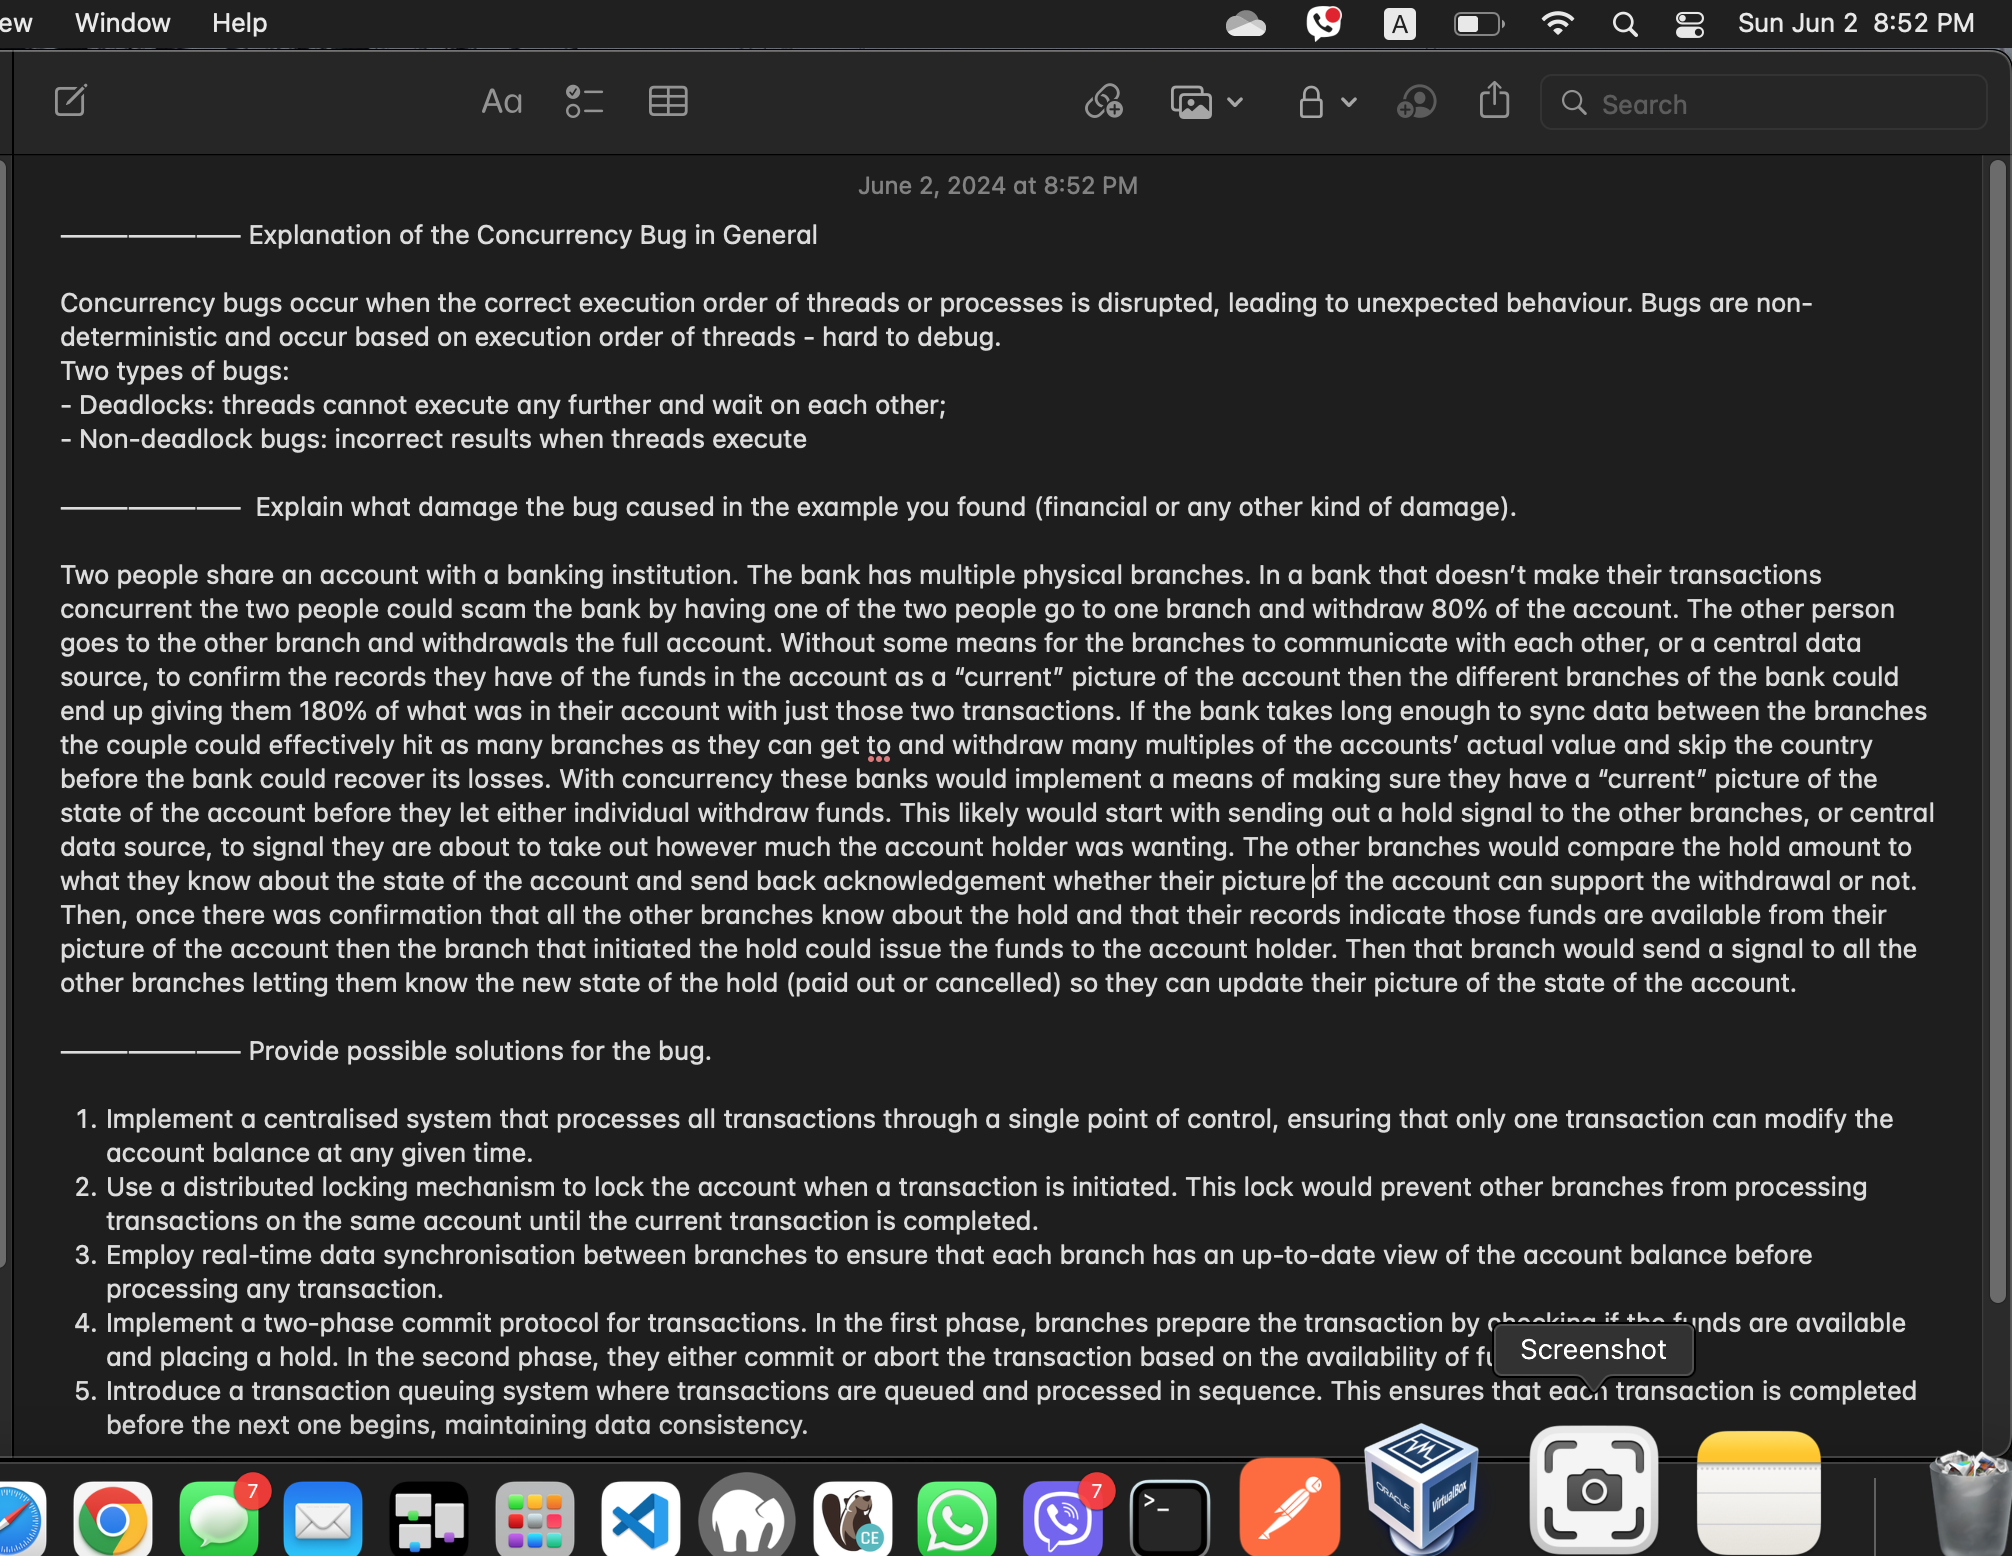 ew Window Help A Sun Jun 2 8:52 PM
Aa Search
June 2, 2024 at 8:52 PM
———————— Explanation of the Concurrency Bug in General
Concurrency bugs occur when the correct execution order of threads or processes is disrupted, leading to unexpected behaviour. Bugs are non-
deterministic and occur based on execution order of threads - hard to debug.
Two types of bugs:
- Deadlocks: threads cannot execute any further and wait on each other;
- Non-deadlock bugs: incorrect results when threads execute
———————— Explain what damage the bug caused in the example you found (financial or any other kind of damage).
Two people share an account with a banking institution. The bank has multiple physical branches. In a bank that doesn’t make their transactions
concurrent the two people could scam the bank by having one of the two people go to one branch and withdraw 80% of the account. The other person
goes to the other branch and withdrawals the full account. Without some means for the branches to communicate with each other, or a central data
source, to confirm the records they have of the funds in the account as a “current” picture of the account then the different branches of the bank could
end up giving them 180% of what was in their account with just those two transactions. If the bank takes long enough to sync data between the branches
the couple could effectively hit as many branches as they can get to and withdraw many multiples of the accounts’ actual value and skip the country
before the bank could recover its losses. With concurrency these banks would implement a means of making sure they have a “current” picture of the
state of the account before they let either individual withdraw funds. This likely would start with sending out a hold signal to the other branches, or central
data source, to signal they are about to take out however much the account holder was wanting. The other branches would compare the hold amount to
what they know about the state of the account and send back acknowledgement whether their picture of the account can support the withdrawal or not.
Then, once there was confirmation that all the other branches know about the hold and that their records indicate those funds are available from their
picture of the account then the branch that initiated the hold could issue the funds to the account holder. Then that branch would send a signal to all the
other branches letting them know the new state of the hold (paid out or cancelled) so they can update their picture of the state of the account.
———————— Provide possible solutions for the bug.
1. Implement a centralised system that processes all transactions through a single point of control, ensuring that only one transaction can modify the
account balance at any given time.
2. Use a distributed locking mechanism to lock the account when a transaction is initiated. This lock would prevent other branches from processing
transactions on the same account until the current transaction is completed.
3. Employ real-time data synchronisation between branches to ensure that each branch has an up-to-date view of the account balance before
processing any transaction.
4. Implement a two-phase commit protocol for transactions. In the first phase, branches prepare the transaction by checking if the funds are available
and placing a hold. In the second phase, they either commit or abort the transaction based on the availability of
Screenshot
5. Introduce a transaction queuing system where transactions are queued and processed in sequence. This ensures that each transaction is completed
before the next one begins, maintaining data consistency.
7 CE 7 >_ ORACLE VirtualBox